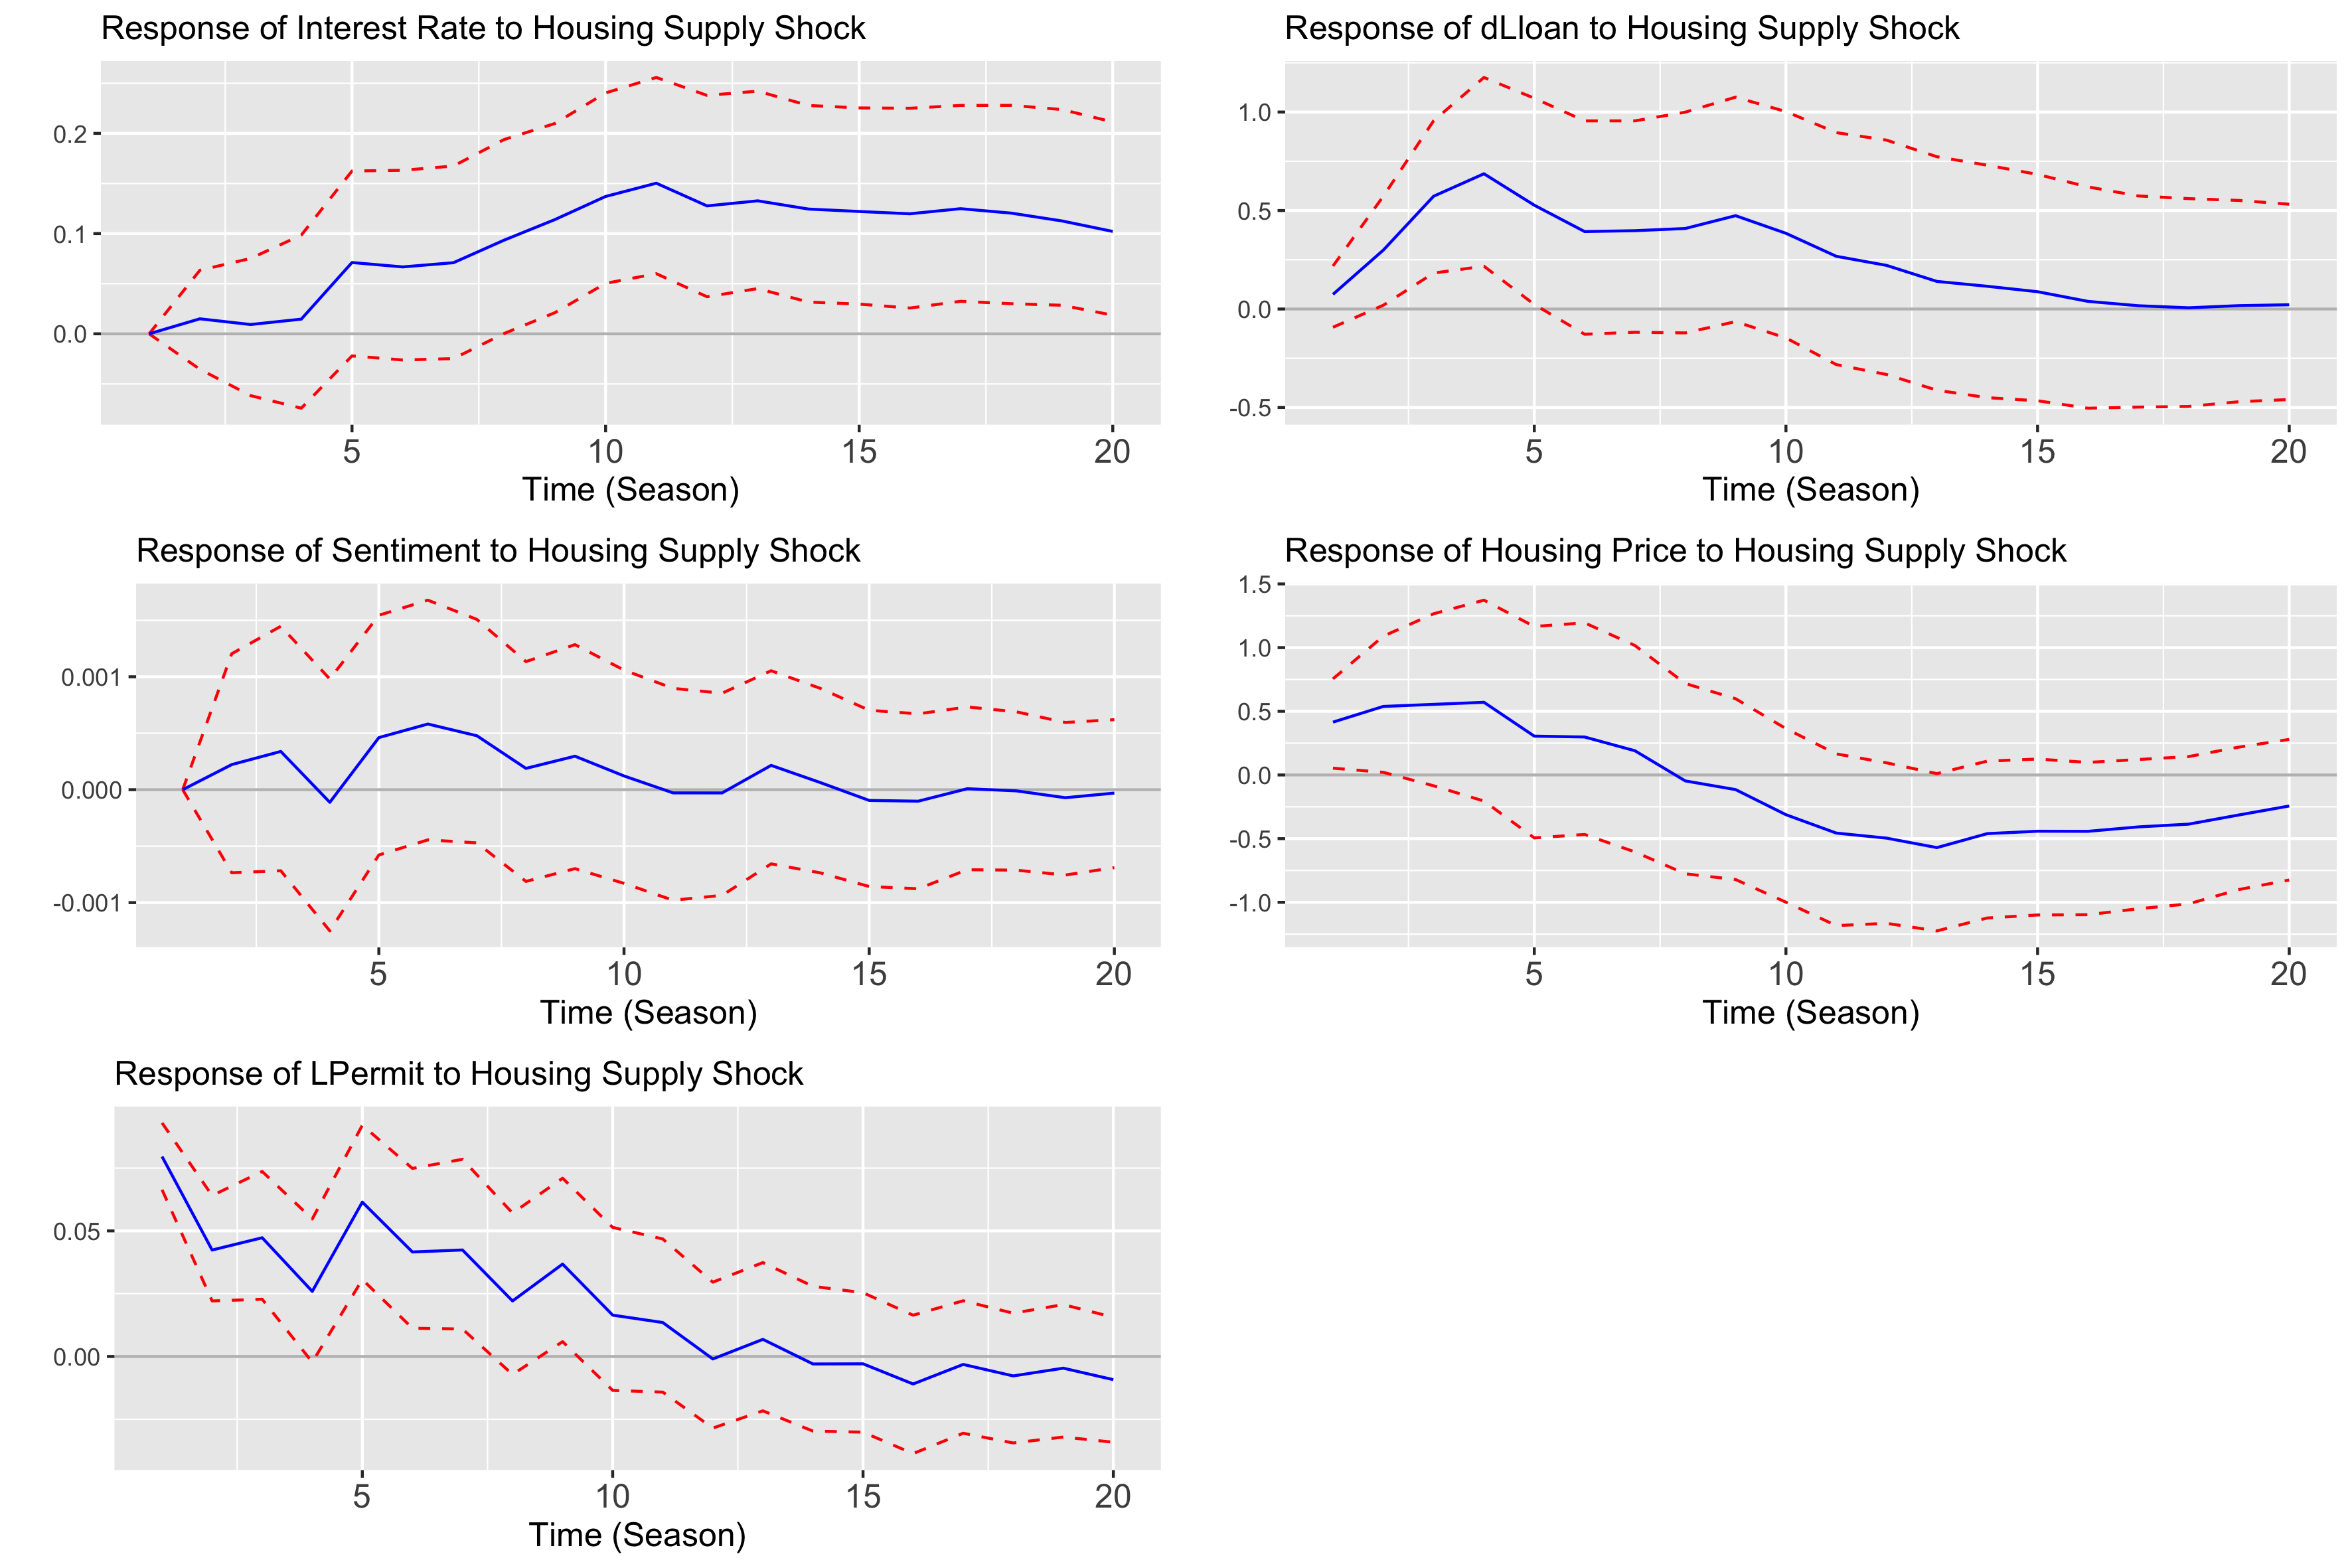 Response of Interest Rate to Housing Supply Shock
0.2
0.1
0.0
5 10 15 20
Time (Season)
Response of dLloan to Housing Supply Shock
1.0
0.5
0.0
-0.5
5 10 15 20
Time (Season)
Response of Sentiment to Housing Supply Shock
0.001
0.000
-0.001
5 10 15 20
Time (Season)
Response of Housing Price to Housing Supply Shock
1.5
1.0
0.5
0.0
-0.5
-1.0
5 10 15 20
Time (Season)
Response of LPermit to Housing Supply Shock
0.05
0.00
5 10 15 20
Time (Season)